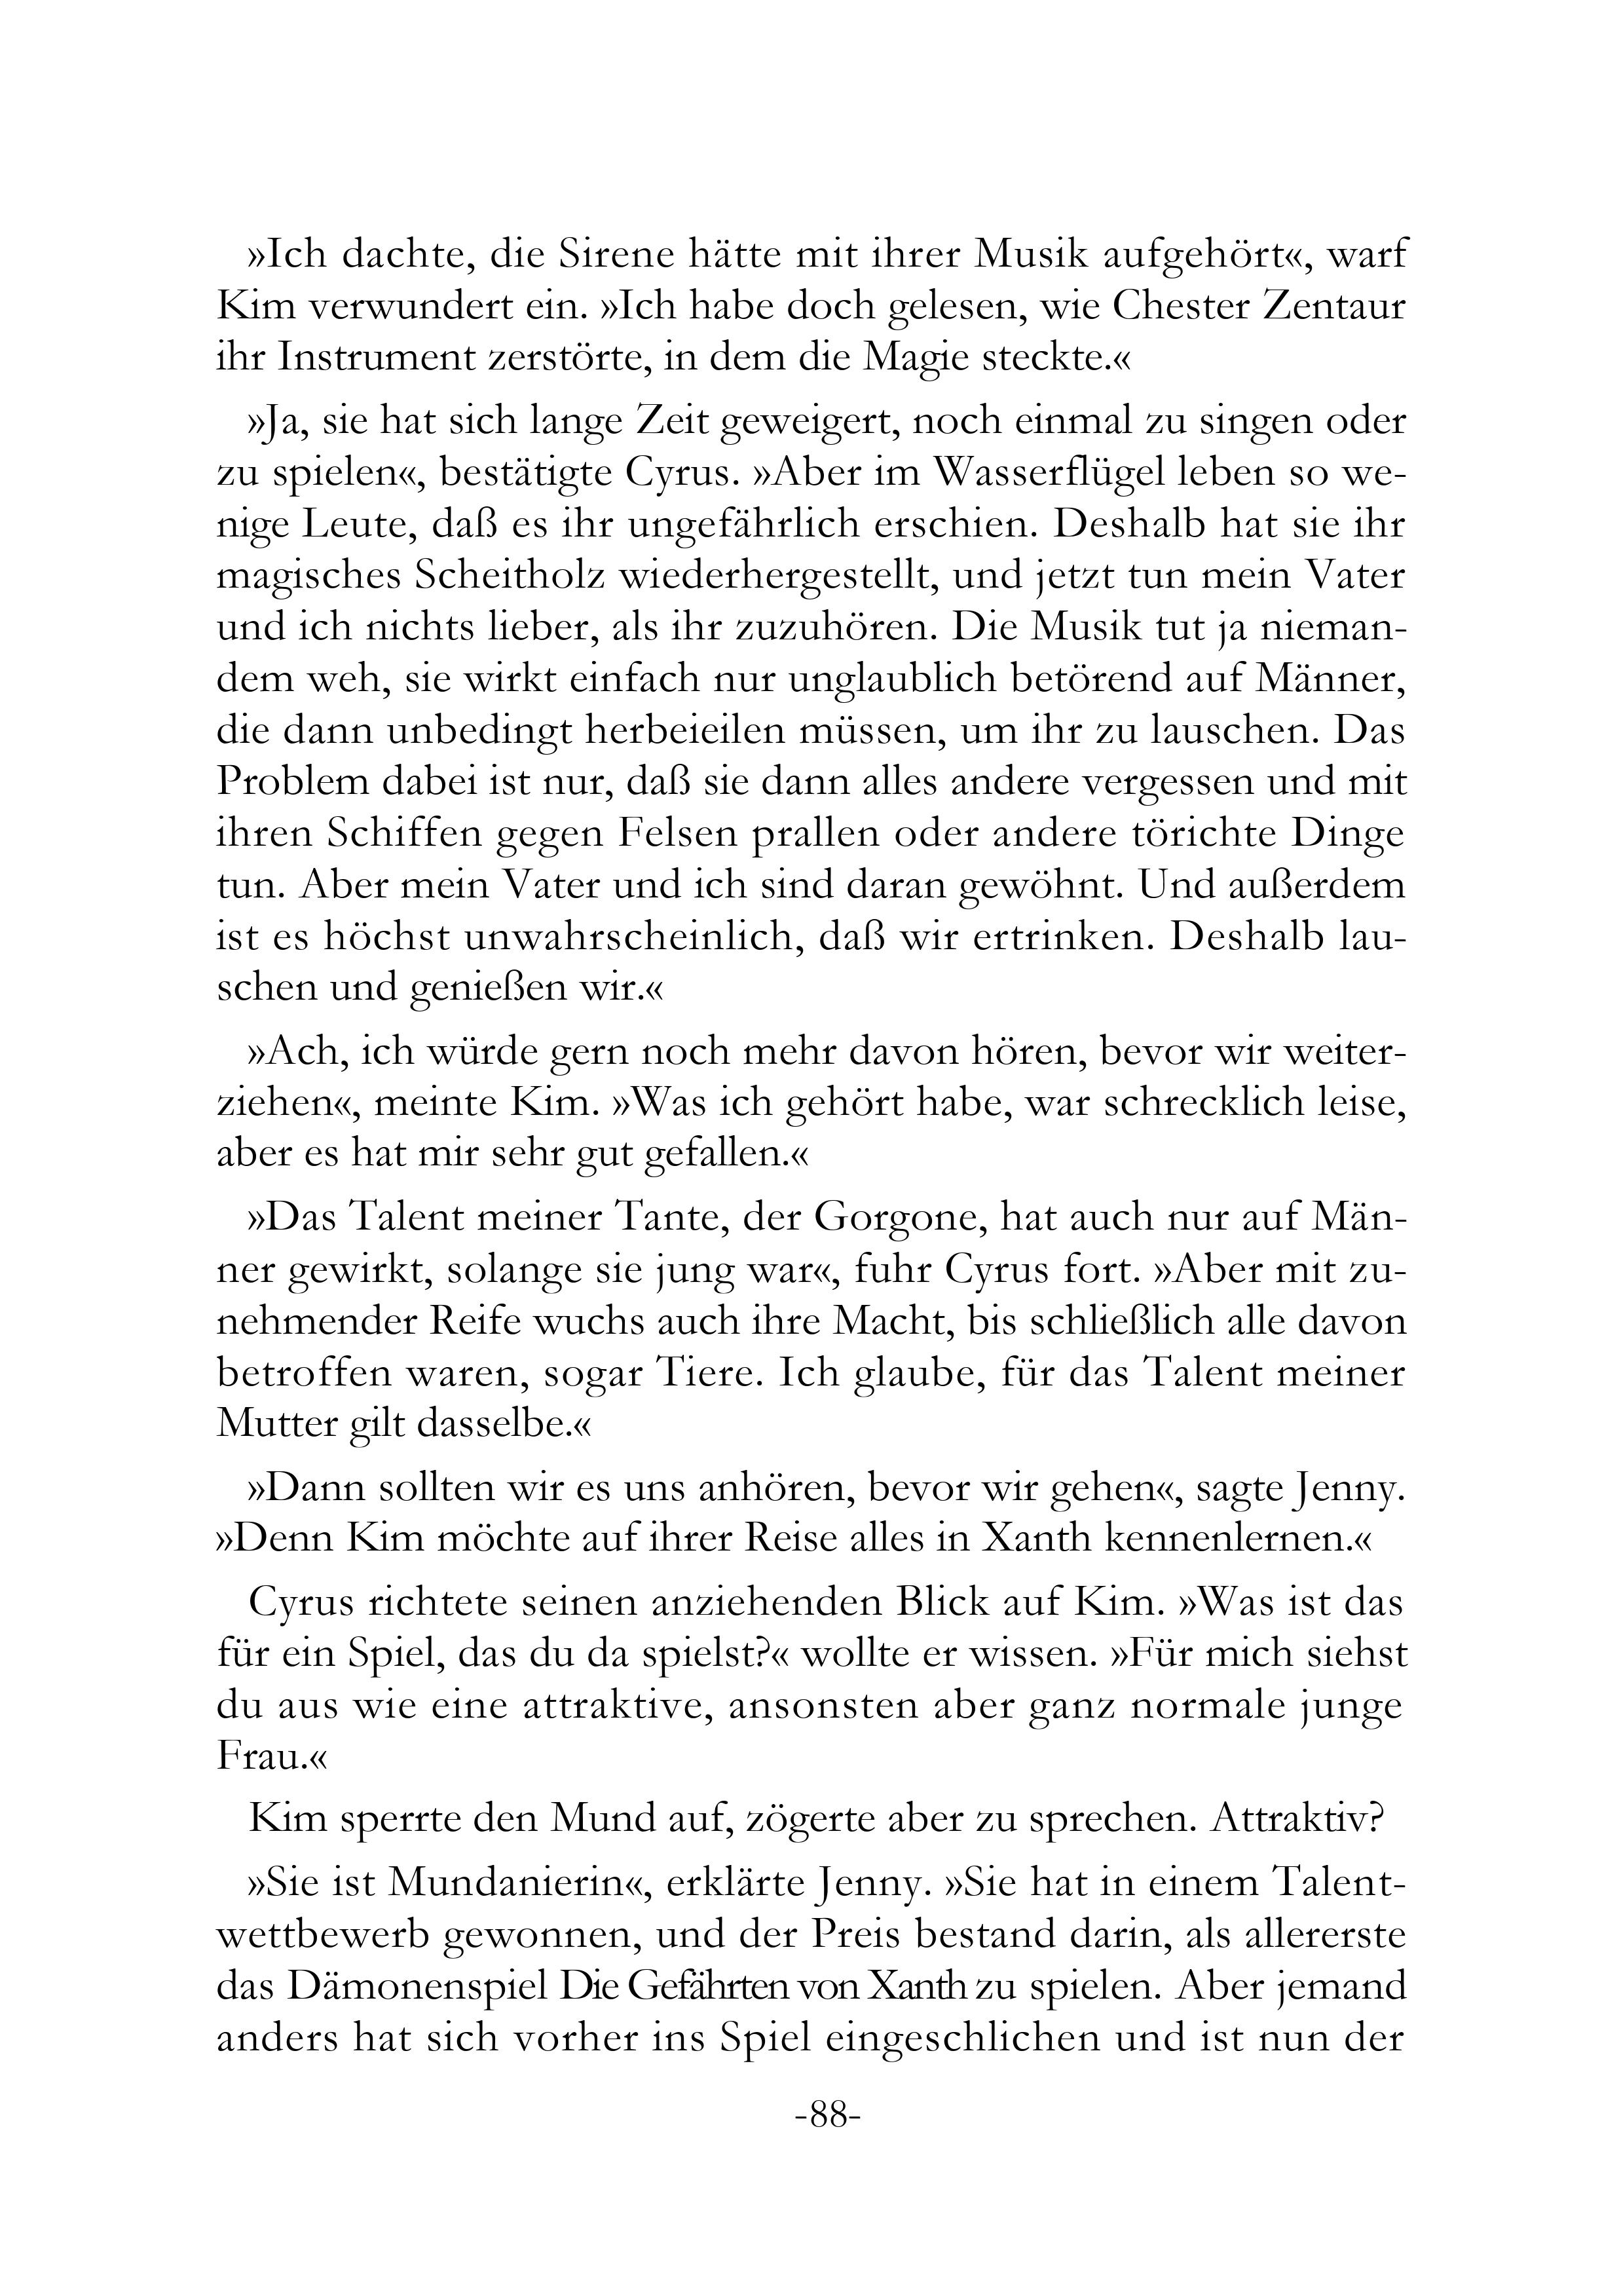 »Ich dachte, die Sirene hätte mit ihrer Musik aufgehört«, warf
Kim verwundert ein. »Ich habe doch gelesen, wie Chester Zentaur
ihr Instrument zerstörte, in dem die Magie steckte.«
»Ja, sie hat sich lange Zeit geweigert, noch einmal zu singen oder
zu spielen«, bestätigte Cyrus. »Aber im Wasserflügel leben so we-
nige Leute, daß es ihr ungefährlich erschien. Deshalb hat sie ihr
magisches Scheitholz wiederhergestellt, und jetzt tun mein Vater
und ich nichts lieber, als ihr zuzuhören. Die Musik tut ja nieman-
dem weh, sie wirkt einfach nur unglaublich betörend auf Männer,
die dann unbedingt herbeieilen müssen, um ihr zu lauschen. Das
Problem dabei ist nur, daß sie dann alles andere vergessen und mit
ihren Schiffen gegen Felsen prallen oder andere törichte Dinge
tun. Aber mein Vater und ich sind daran gewöhnt. Und außerdem
ist es höchst unwahrscheinlich, daß wir ertrinken. Deshalb lau-
schen und genießen wir.«
»Ach, ich würde gern noch mehr davon hören, bevor wir weiter-
ziehen«, meinte Kim. »Was ich gehört habe, war schrecklich leise,
aber es hat mir sehr gut gefallen.«
»Das Talent meiner Tante, der Gorgone, hat auch nur auf Män-
ner gewirkt, solange sie jung war«, fuhr Cyrus fort. »Aber mit zu-
nehmender Reife wuchs auch ihre Macht, bis schließlich alle davon
betroffen waren, sogar Tiere. Ich glaube, für das Talent meiner
Mutter gilt dasselbe.«
»Dann sollten wir es uns anhören, bevor wir gehen«, sagte Jenny.
»Denn Kim möchte auf ihrer Reise alles in Xanth kennenlernen.«
Cyrus richtete seinen anziehenden Blick auf Kim. »Was ist das
für ein Spiel, das du da spielst?« wollte er wissen. »Für mich siehst
du aus wie eine attraktive, ansonsten aber ganz normale junge
Frau.«
Kim sperrte den Mund auf, zögerte aber zu sprechen. Attraktiv?
»Sie ist Mundanierin«, erklärte Jenny. »Sie hat in einem Talent-
wettbewerb gewonnen, und der Preis bestand darin, als allererste
das Dämonenspiel Die Gefährten von Xanth zu spielen. Aber jemand
anders hat sich vorher ins Spiel eingeschlichen und ist nun der
-88-